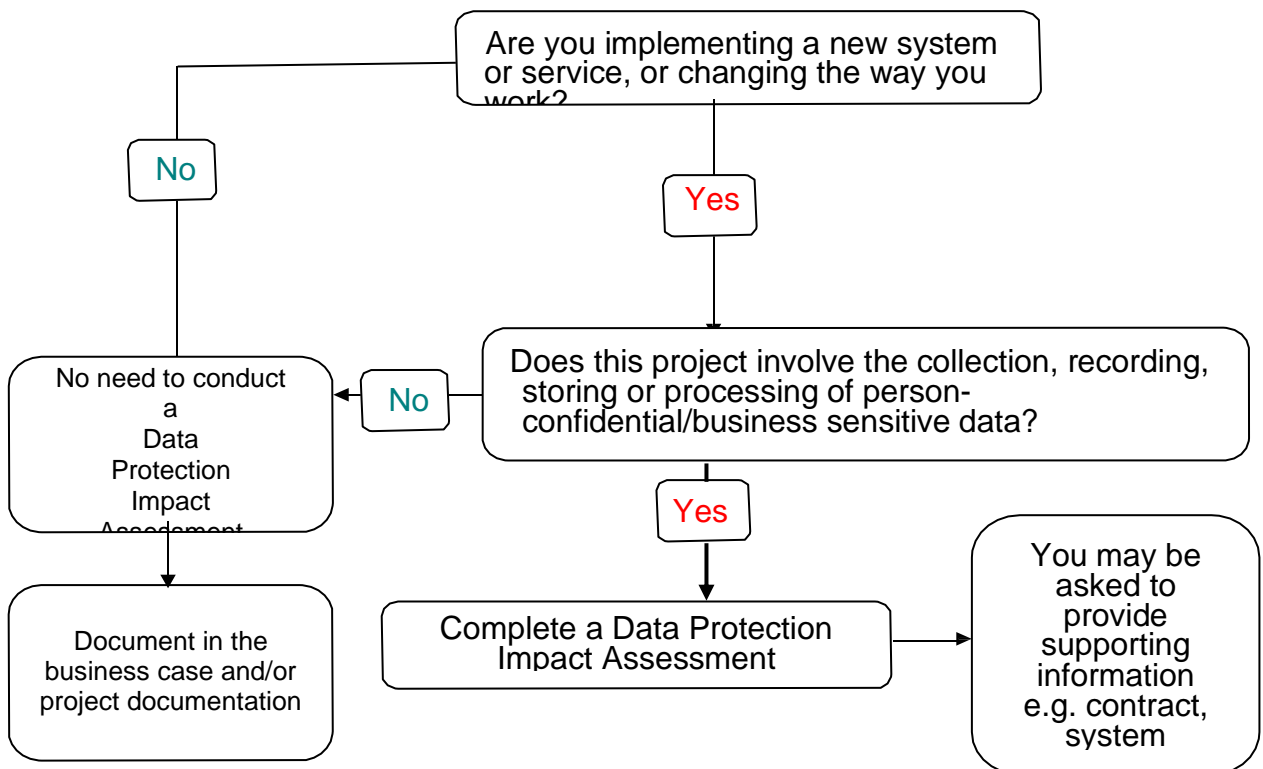 Are you implementing a new system
or service, or changing the way you
work?
No
Yes
Does this project involve the collection, recording,
storing or processing of person-
confidential/business sensitive data?
No
No need to conduct
a
Data
Protection
Impact
Assessment
Yes
Document in the
business case and/or
project documentation
Complete a Data Protection
Impact Assessment
You may be
asked to
provide
supporting
information
e.g. contract,
system